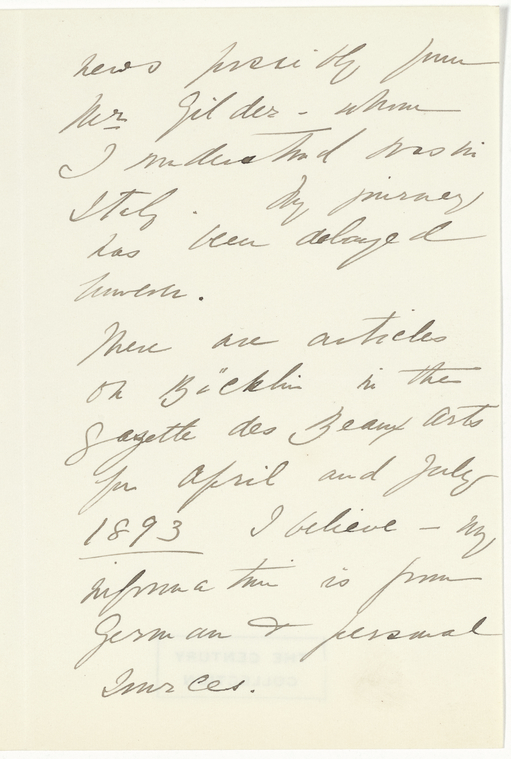 news possibly from
Mr Gilder - whom
I understood was in
Italy. My journey
has been delayed
however.
There are articles
on Böcklin in the
gazette des Beaux Arts
for April and July
1893 I believe - my
information is from
German & personal
sources.
THE CENTURY
COLLECTION